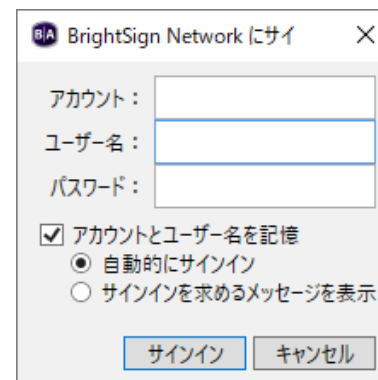 B|A BrightSign Network にサイ
アカウント：
ユーザー名：
パスワード：
アカウントとユーザー名を記憶
自動的にサインイン
サインインを求めるメッセージを表示
サインイン キャンセル